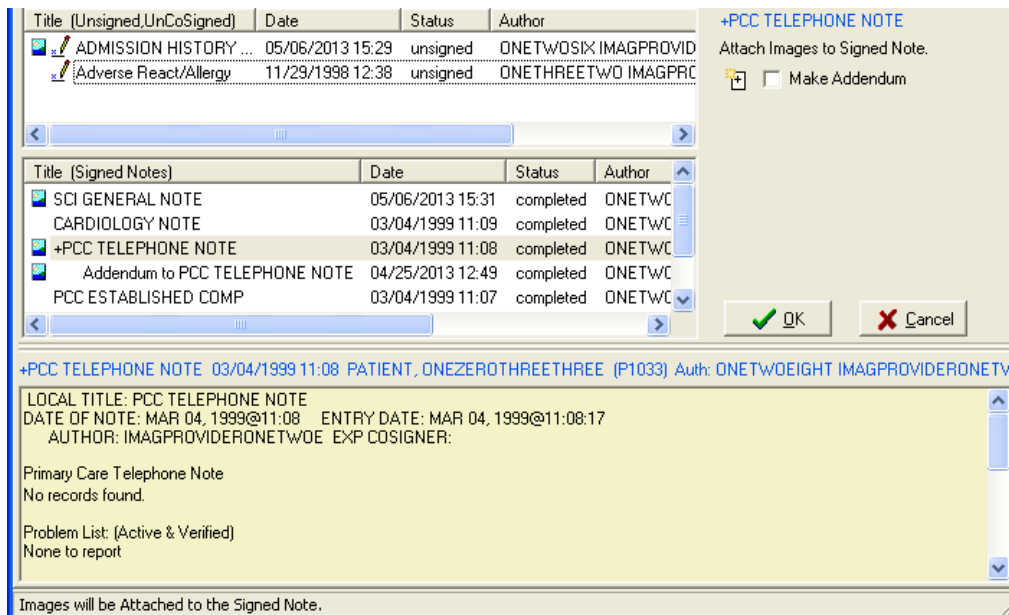 Title (Unsigned,UnCoSigned) Date Status Author
ADMISSION HISTORY ... 05/06/2013 15:29 unsigned ONETWOSIX IMAGPROVID
Adverse React/Allergy 11/29/1998 12:38 unsigned ONETHREETWO IMAGPRO
+PCC TELEPHONE NOTE
Attach Images to Signed Note.
Make Addendum
Title (Signed Notes) Date Status Author
SCI GENERAL NOTE 05/06/2013 15:31 completed ONETWO
CARDIOLOGY NOTE 03/04/1999 11:09 completed ONETWO
+PCC TELEPHONE NOTE 03/04/1999 11:08 completed ONETWO
Addendum to PCC TELEPHONE NOTE 04/25/2013 12:49 completed ONETWO
PCC ESTABLISHED COMP 03/04/1999 11:07 completed ONETWO
OK Cancel
+PCC TELEPHONE NOTE 03/04/1999 11:08 PATIENT, ONEZEROTHREETHREE (P1033) Auth: ONETWOEIGHT IMAGPROVIDERONETW
LOCAL TITLE: PCC TELEPHONE NOTE
DATE OF NOTE: MAR 04, 1999@11:08 ENTRY DATE: MAR 04, 1999@11:08:17
AUTHOR: IMAGPROVIDERONETWOE EXP COSIGNER:
Primary Care Telephone Note
No records found.
Problem List: (Active & Verified)
None to report
Images will be Attached to the Signed Note.